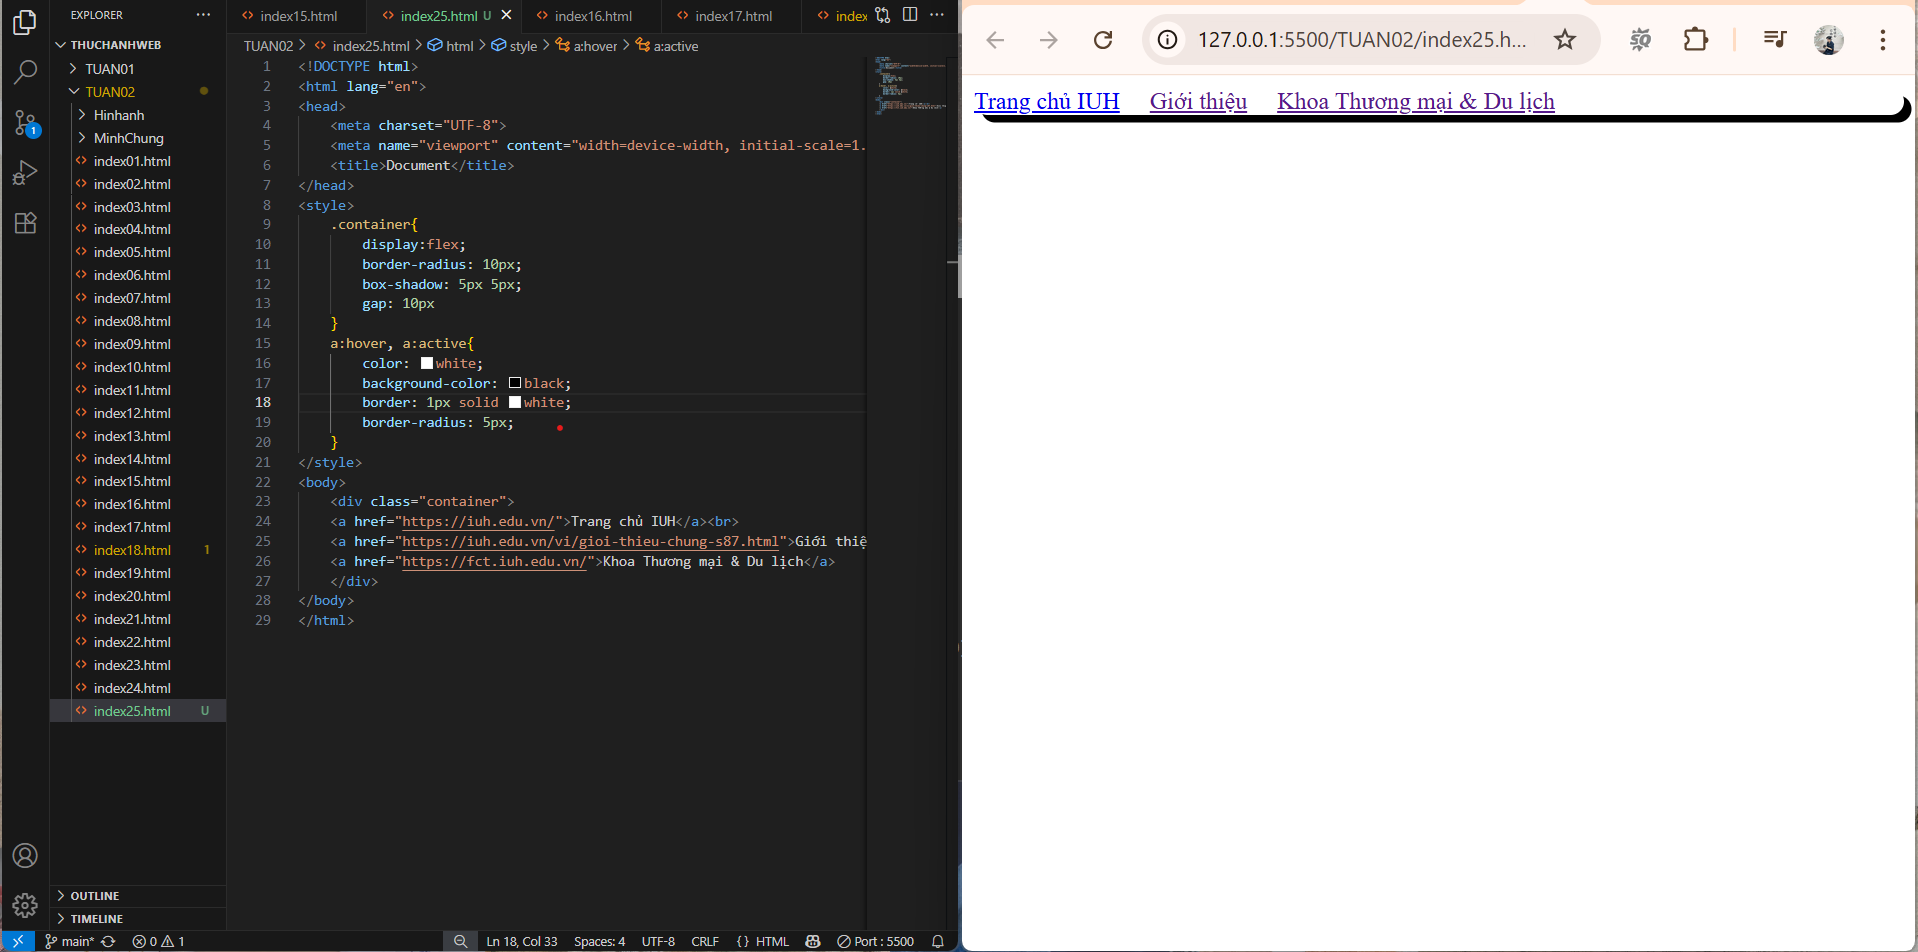 EXPLORER
THUCHANHWEB
TUAN01
TUAN02
Hinhanh
MinhChung
index01.html
index02.html
index03.html
index04.html
index05.html
index06.html
index07.html
index08.html
index09.html
index10.html
index11.html
index12.html
index13.html
index14.html
index15.html
index16.html
index17.html
index18.html 1
index19.html
index20.html
index21.html
index22.html
index23.html
index24.html
index25.html U
OUTLINE
TIMELINE
1
index15.html index25.html U index16.html index17.html index
TUAN02 > index25.html > html > style > a:hover > a:active
1 <!DOCTYPE html>
2 <html lang="en">
3 <head>
4 <meta charset="UTF-8">
5 <meta name="viewport" content="width=device-width, initial-scale=1.
6 <title>Document</title>
7 </head>
8 <style>
9 .container{
10 display:flex;
11 border-radius: 10px;
12 box-shadow: 5px 5px;
13 gap: 10px
14 }
15 a:hover, a:active{
16 color: white;
17 background-color: black;
18 border: 1px solid white;
19 border-radius: 5px;
20 }
21 </style>
22 <body>
23 <div class="container">
24 <a href="https://iuh.edu.vn/">Trang chủ IUH</a><br>
25 <a href="https://iuh.edu.vn/vi/gioi-thieu-chung-s87.html">Giới thiệ
26 <a href="https://fct.iuh.edu.vn/">Khoa Thương mại & Du lịch</a>
27 </div>
28 </body>
29 </html>
main* 0 1 Ln 18, Col 33 Spaces: 4 UTF-8 CRLF {} HTML Port : 5500
127.0.0.1:5500/TUAN02/index25.h...
Trang chủ IUH Giới thiệu Khoa Thương mại & Du lịch